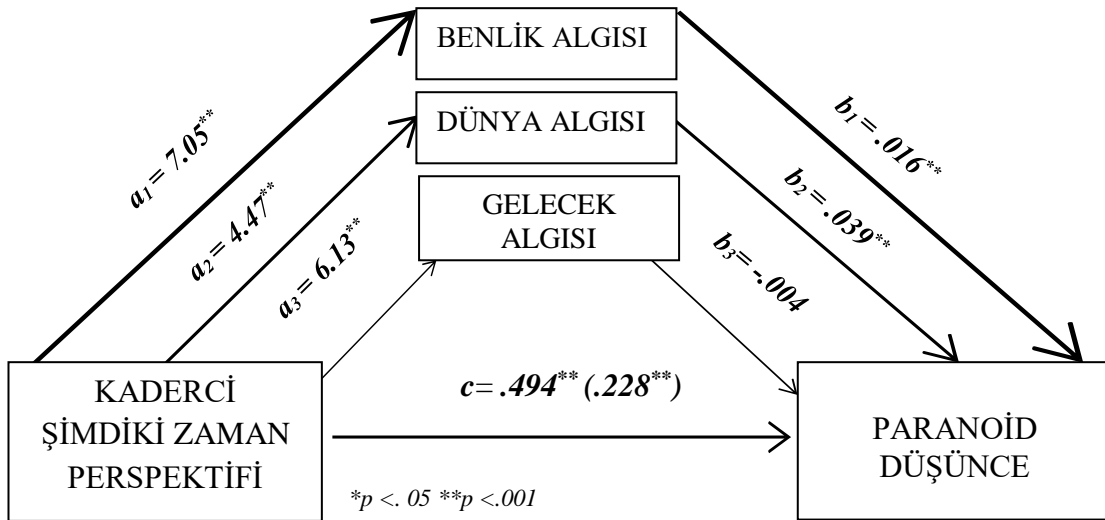 BENLİK ALGISI
DÜNYA ALGISI
GELECEK
ALGISI
a₁ = 7.05**
a₂ = 4.47**
a₃ = 6.13**
b₁ = .016**
b₂ = .039**
b₃=-.004
c= .494** (.228**)
KADERCİ
ŞİMDİKİ ZAMAN
PERSPEKTİFİ
PARANOİD
DÜŞÜNCE
*p <. 05 **p <.001